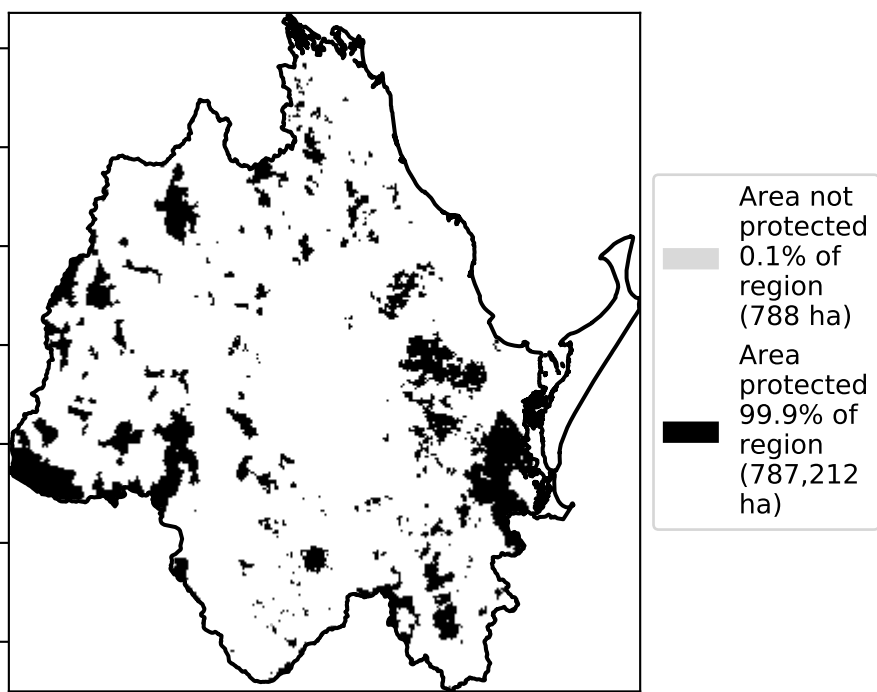 Area not
protected
0.1% of
region
(788 ha)
Area
protected
99.9% of
region
(787,212
ha)